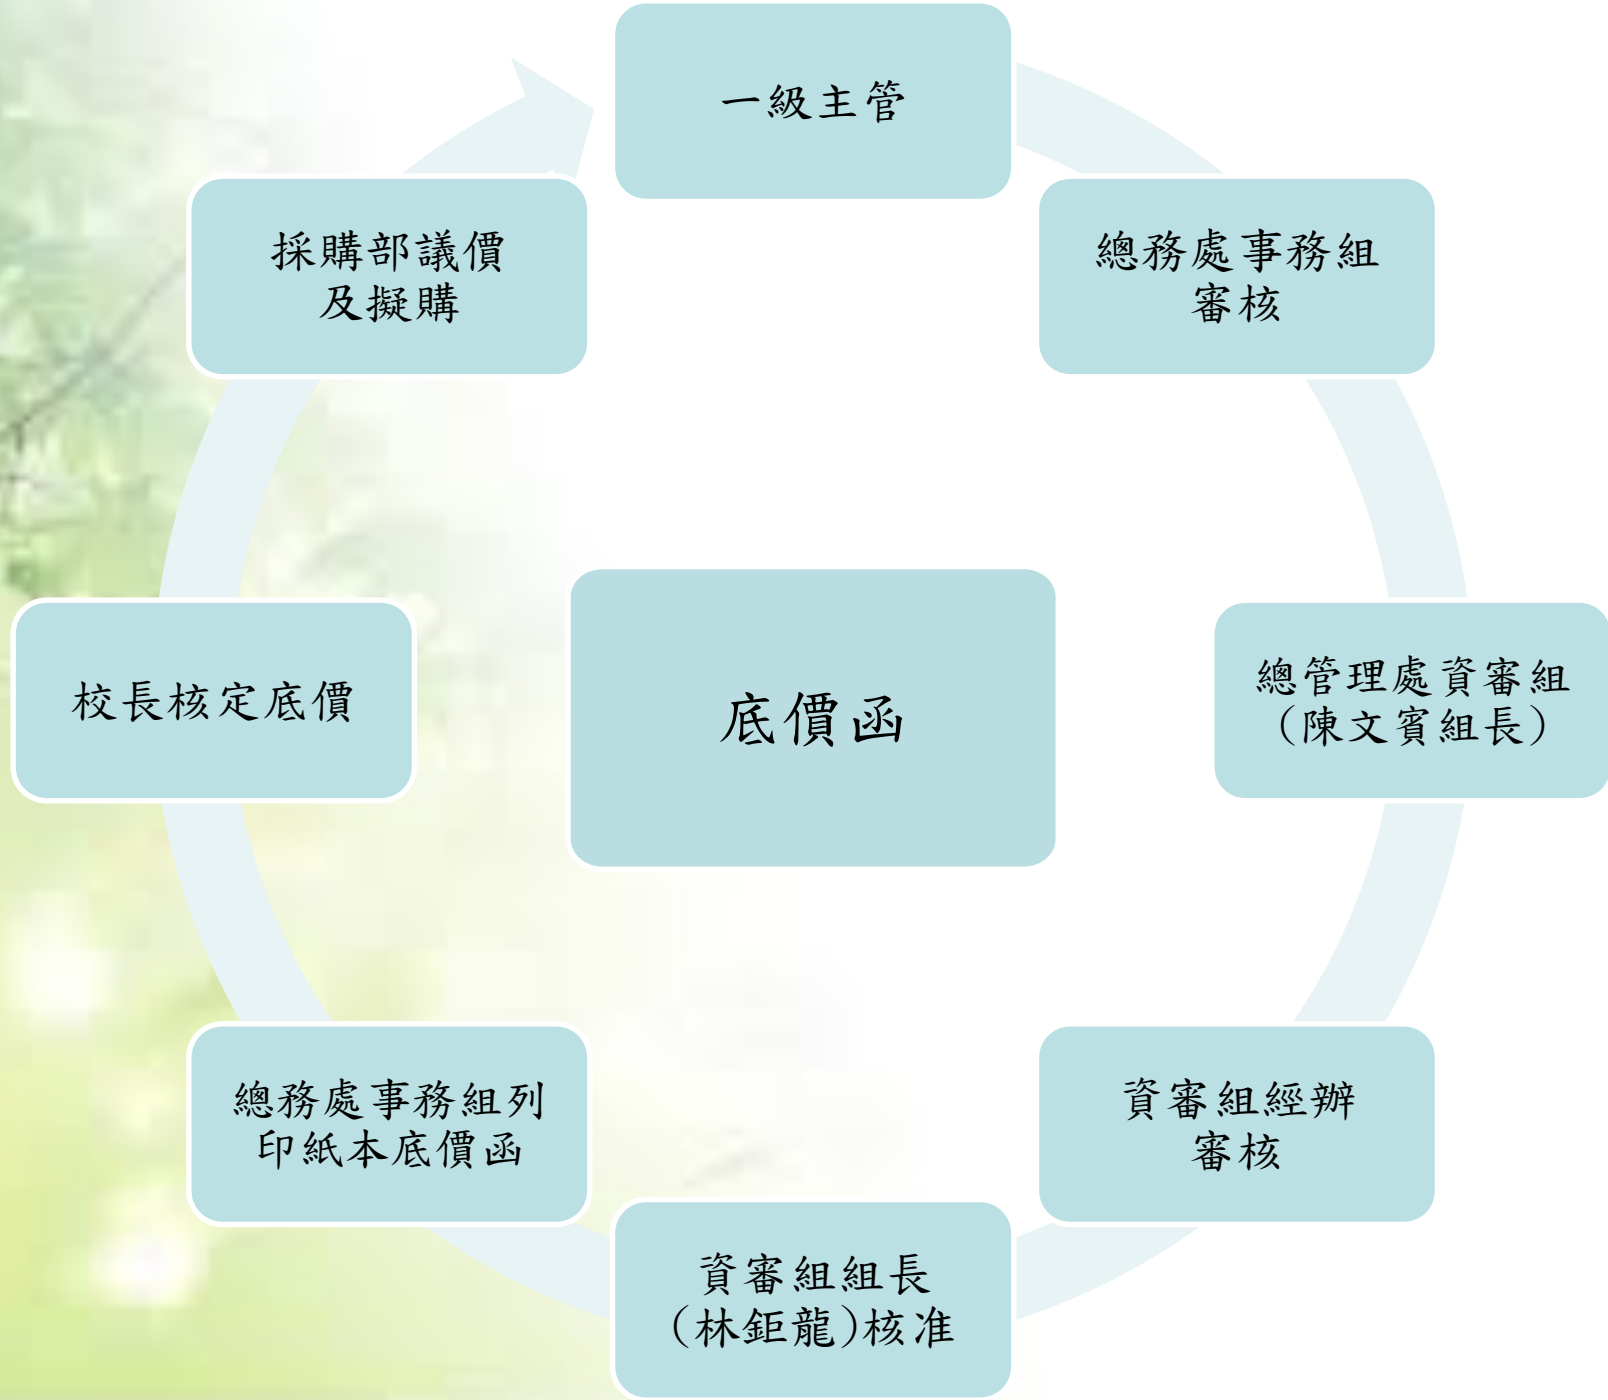 一級主管
總務處事務組
審核
總管理處資審組
（陳文賓組長）
資審組經辦
審核
資審組組長
（林鉅龍）核准
總務處事務組列
印紙本底價函
校長核定底價
採購部議價
及擬購
底價函